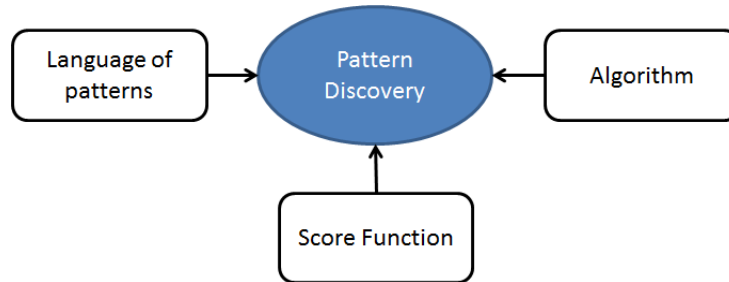 Language of
patterns
Pattern
Discovery
Algorithm
Score Function